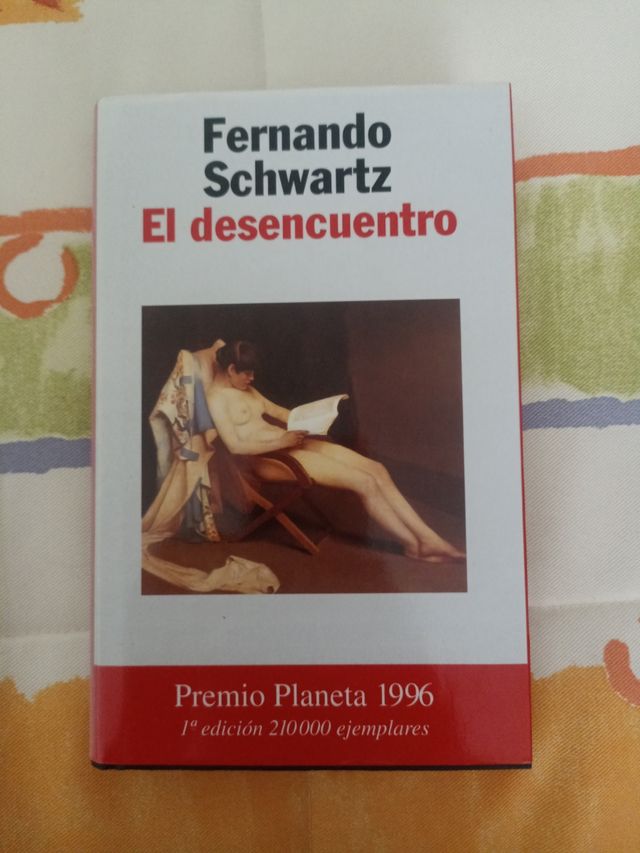 Fernando
Schwartz
El desencuentro
Premio Planeta 1996
1ª edición 210000 ejemplares